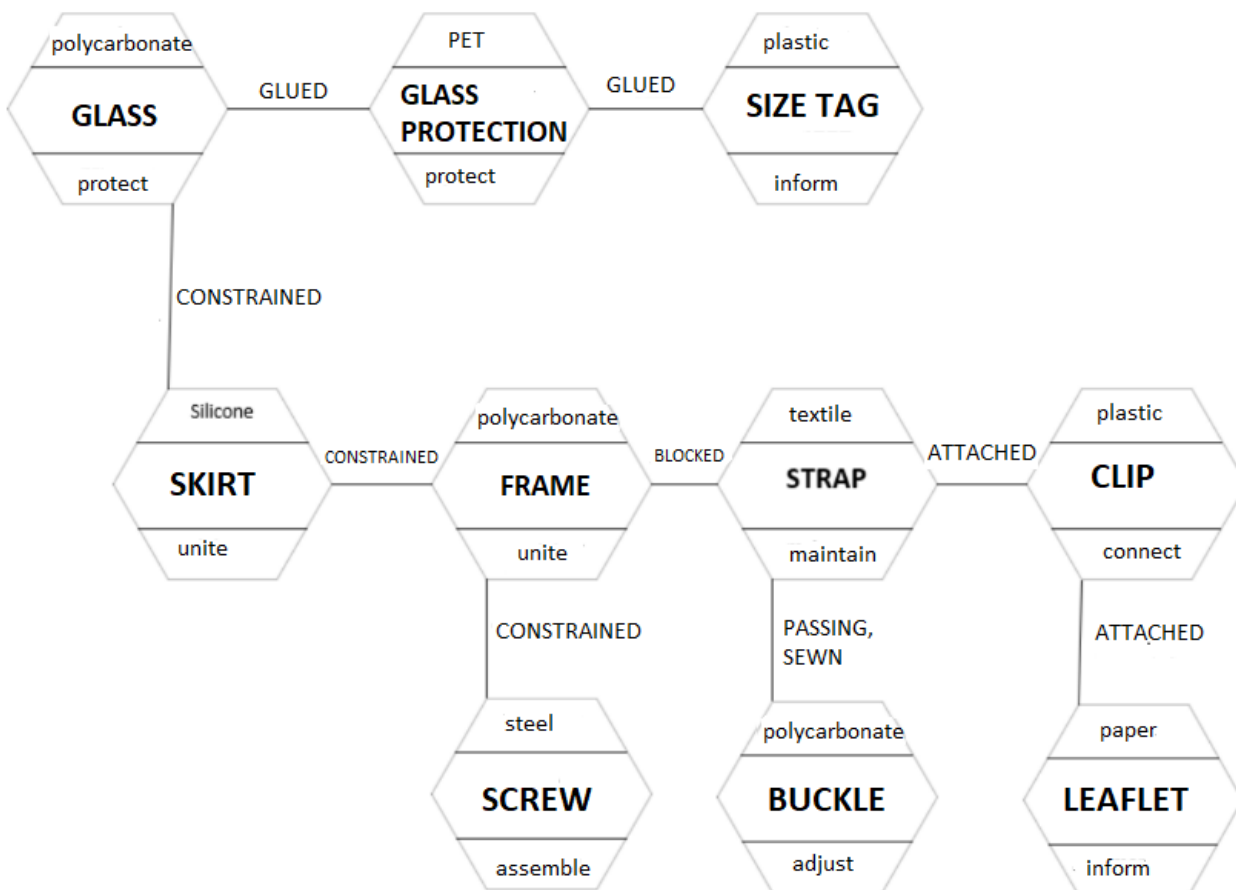 polycarbonate
GLASS
protect
GLUED
PET
GLASS
PROTECTION
protect
GLUED
plastic
SIZE TAG
inform
CONSTRAINED
Silicone
SKIRT
unite
CONSTRAINED
polycarbonate
FRAME
unite
BLOCKED
textile
STRAP
maintain
ATTACHED
plastic
CLIP
connect
CONSTRAINED
PASSING,
SEWN
ATTACHED
steel
SCREW
assemble
polycarbonate
BUCKLE
adjust
paper
LEAFLET
inform